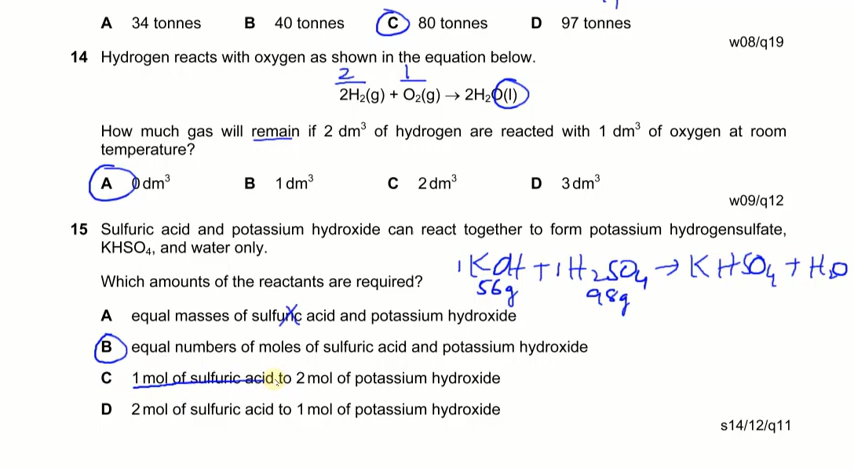 A 34 tonnes B 40 tonnes C 80 tonnes D 97 tonnes
w08/q19
14 Hydrogen reacts with oxygen as shown in the equation below.
2 1
2H₂(g) + O₂(g) → 2H₂O(l)
How much gas will remain if 2 dm³ of hydrogen are reacted with 1 dm³ of oxygen at room
temperature?
A 0 dm³ B 1 dm³ C 2 dm³ D 3 dm³
w09/q12
15 Sulfuric acid and potassium hydroxide can react together to form potassium hydrogensulfate,
KHSO₄, and water only.
1KOH + 1H₂SO₄ → KHSO₄ + H₂O
56g 98g
Which amounts of the reactants are required?
A equal masses of sulfuric acid and potassium hydroxide
B equal numbers of moles of sulfuric acid and potassium hydroxide
C 1 mol of sulfuric acid to 2 mol of potassium hydroxide
D 2 mol of sulfuric acid to 1 mol of potassium hydroxide
s14/12/q11